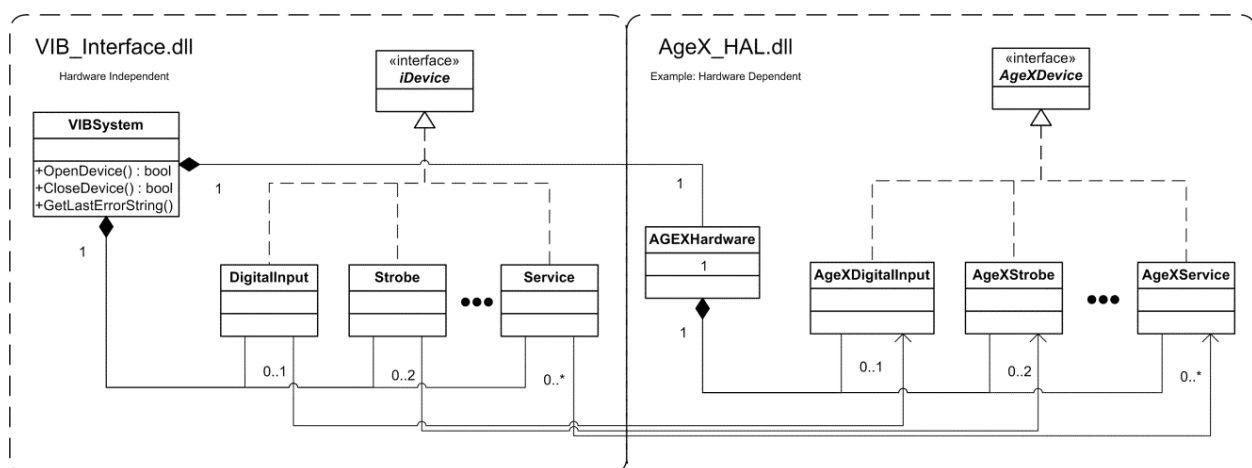 VIB_Interface.dll
Hardware Independent
«interface»
iDevice
VIBSystem
+OpenDevice() : bool
+CloseDevice() : bool
+GetLastErrorString()
1
1
1
DigitalInput
Strobe
Service
•••
0..1
0..2
0..*
AgeX_HAL.dll
Example: Hardware Dependent
«interface»
AgeXDevice
AGEXHardware
1
1
AgeXDigitalInput
AgeXStrobe
AgeXService
•••
0..1
0..2
0..*